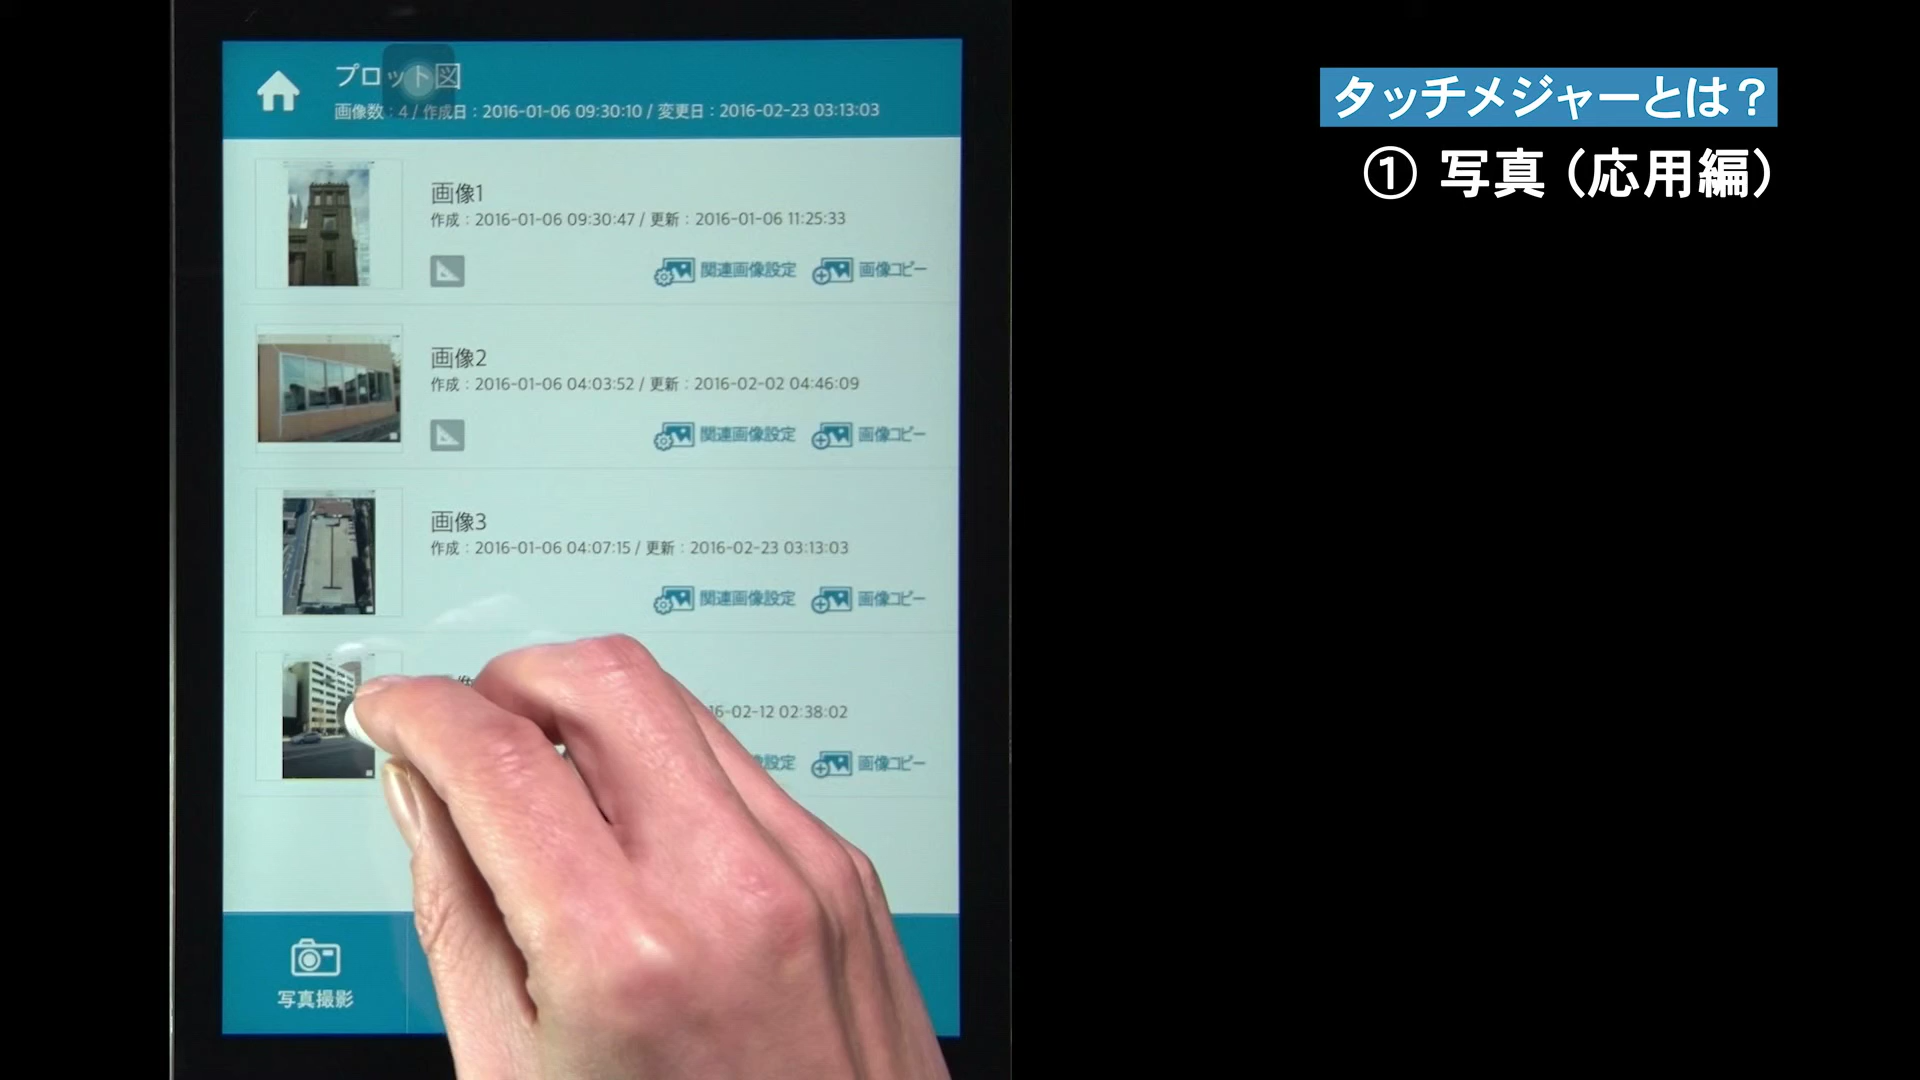 プロット図
画像数：4 / 作成日：2016-01-06 09:30:10 / 変更日：2016-02-23 03:13:03
タッチメジャーとは？
① 写真（応用編）
画像1
作成：2016-01-06 09:30:47 / 更新：2016-01-06 11:25:33
関連画像設定 画像コピー
画像2
作成：2016-01-06 04:03:52 / 更新：2016-02-02 04:46:09
関連画像設定 画像コピー
画像3
作成：2016-01-06 04:07:15 / 更新：2016-02-23 03:13:03
関連画像設定 画像コピー
像
16-02-12 02:38:02
像設定 画像コピー
写真撮影